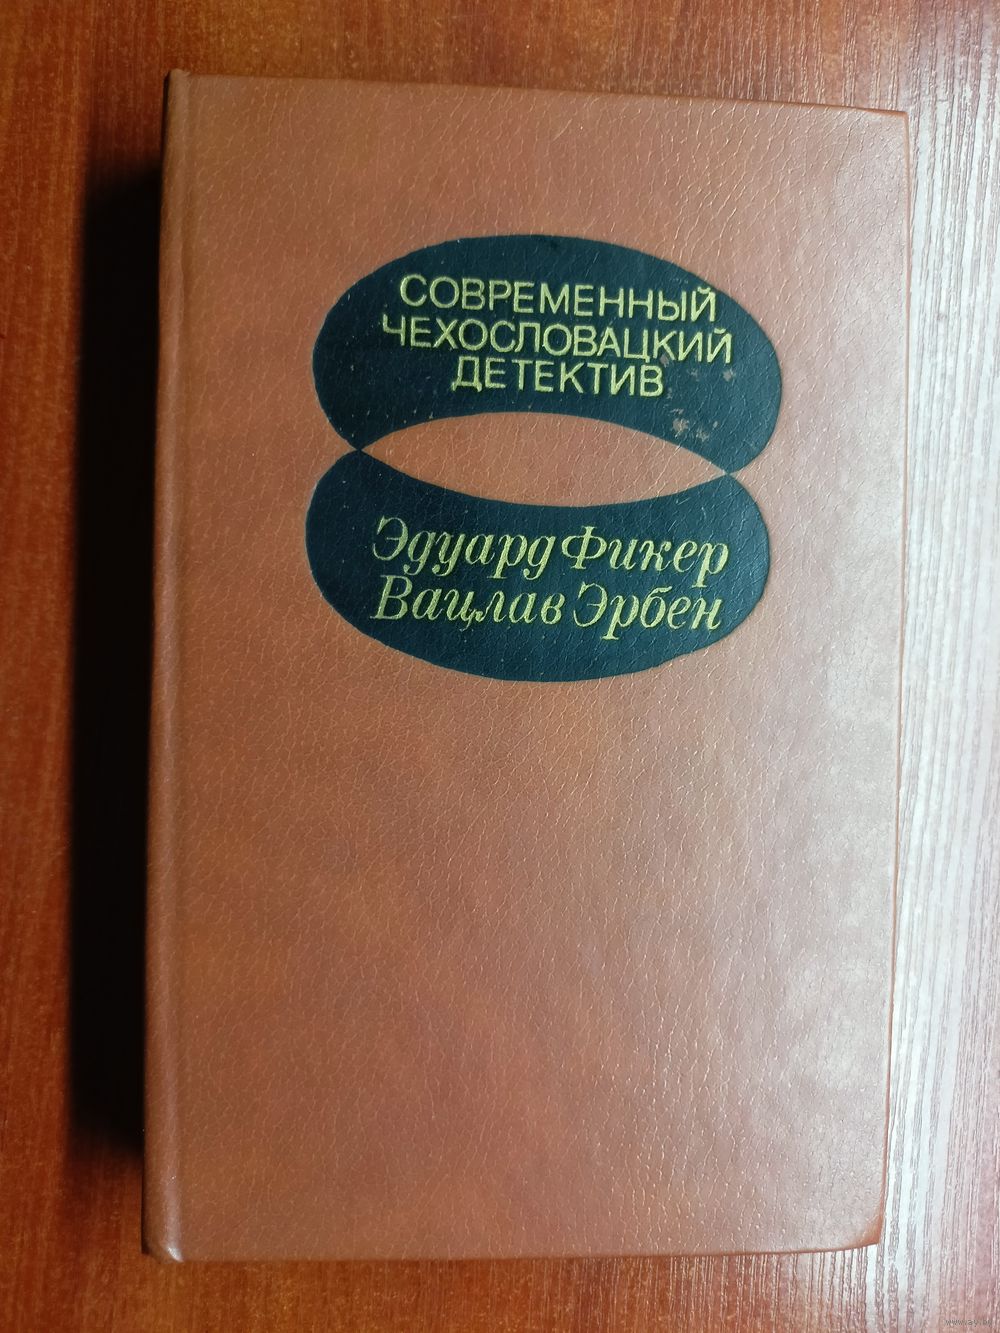 СОВРЕМЕННЫЙ
ЧЕХОСЛОВАЦКИЙ
ДЕТЕКТИВ
Эдуард Фикер
Вацлав Эрбен